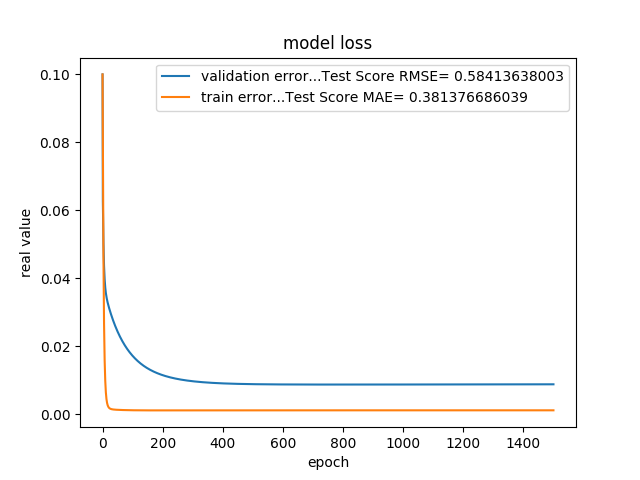 model loss
validation error...Test Score RMSE= 0.58413638003
train error...Test Score MAE= 0.381376686039
real value
0.10
0.08
0.06
0.04
0.02
0.00
0 200 400 600 800 1000 1200 1400
epoch